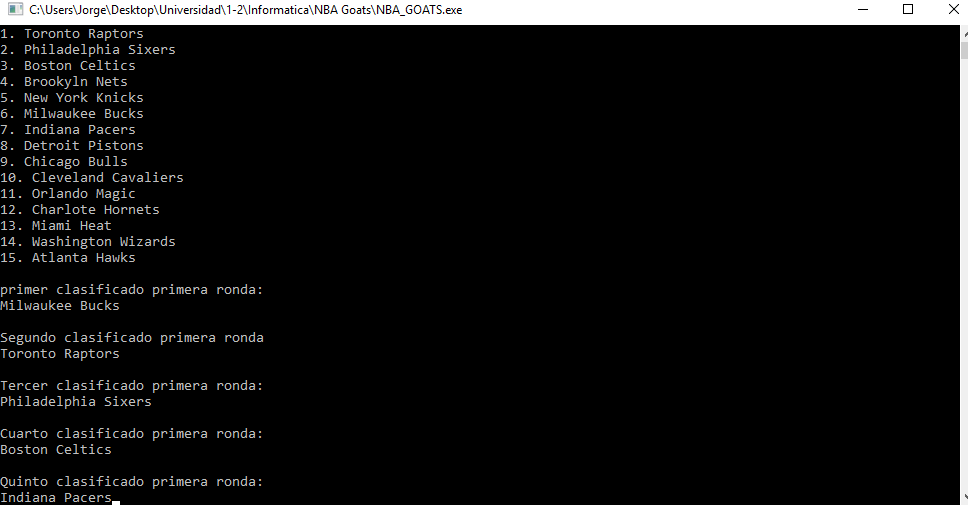 C:\Users\Jorge\Desktop\Universidad\1-2\Informatica\NBA Goats\NBA_GOATS.exe
1. Toronto Raptors
2. Philadelphia Sixers
3. Boston Celtics
4. Brookyln Nets
5. New York Knicks
6. Milwaukee Bucks
7. Indiana Pacers
8. Detroit Pistons
9. Chicago Bulls
10. Cleveland Cavaliers
11. Orlando Magic
12. Charlote Hornets
13. Miami Heat
14. Washington Wizards
15. Atlanta Hawks
primer clasificado primera ronda:
Milwaukee Bucks
Segundo clasificado primera ronda
Toronto Raptors
Tercer clasificado primera ronda:
Philadelphia Sixers
Cuarto clasificado primera ronda:
Boston Celtics
Quinto clasificado primera ronda:
Indiana Pacers